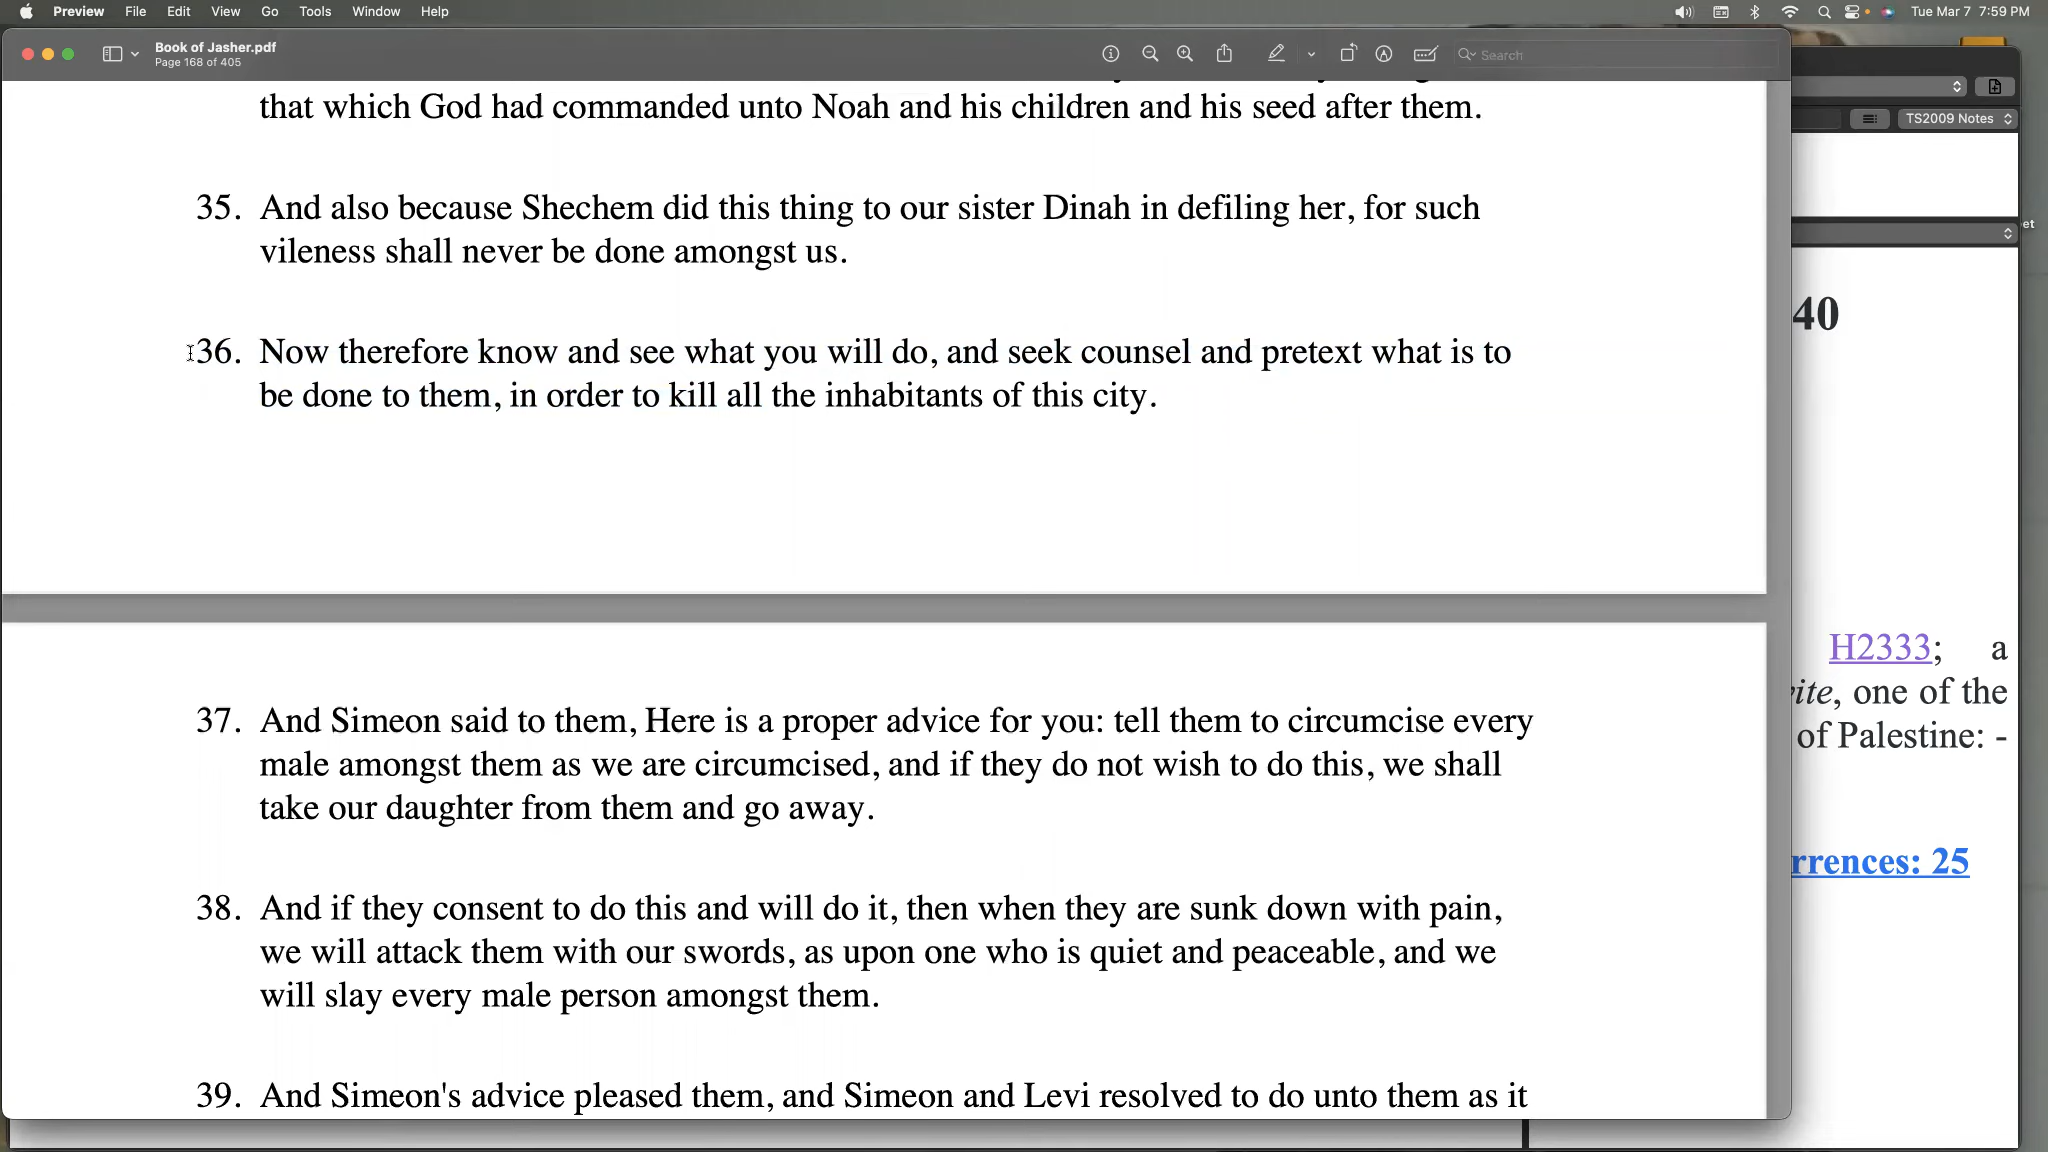 Preview File Edit View Go Tools Window Help Tue Mar 7 7:59 PM
Book of Jasher.pdf
Page 168 of 405
Search
TS2009 Notes
that which God had commanded unto Noah and his children and his seed after them.
35. And also because Shechem did this thing to our sister Dinah in defiling her, for such
vileness shall never be done amongst us.
36. Now therefore know and see what you will do, and seek counsel and pretext what is to
be done to them, in order to kill all the inhabitants of this city.
37. And Simeon said to them, Here is a proper advice for you: tell them to circumcise every
male amongst them as we are circumcised, and if they do not wish to do this, we shall
take our daughter from them and go away.
38. And if they consent to do this and will do it, then when they are sunk down with pain,
we will attack them with our swords, as upon one who is quiet and peaceable, and we
will slay every male person amongst them.
39. And Simeon's advice pleased them, and Simeon and Levi resolved to do unto them as it
et
40
H2333; a
ite, one of the
of Palestine: -
rrences: 25